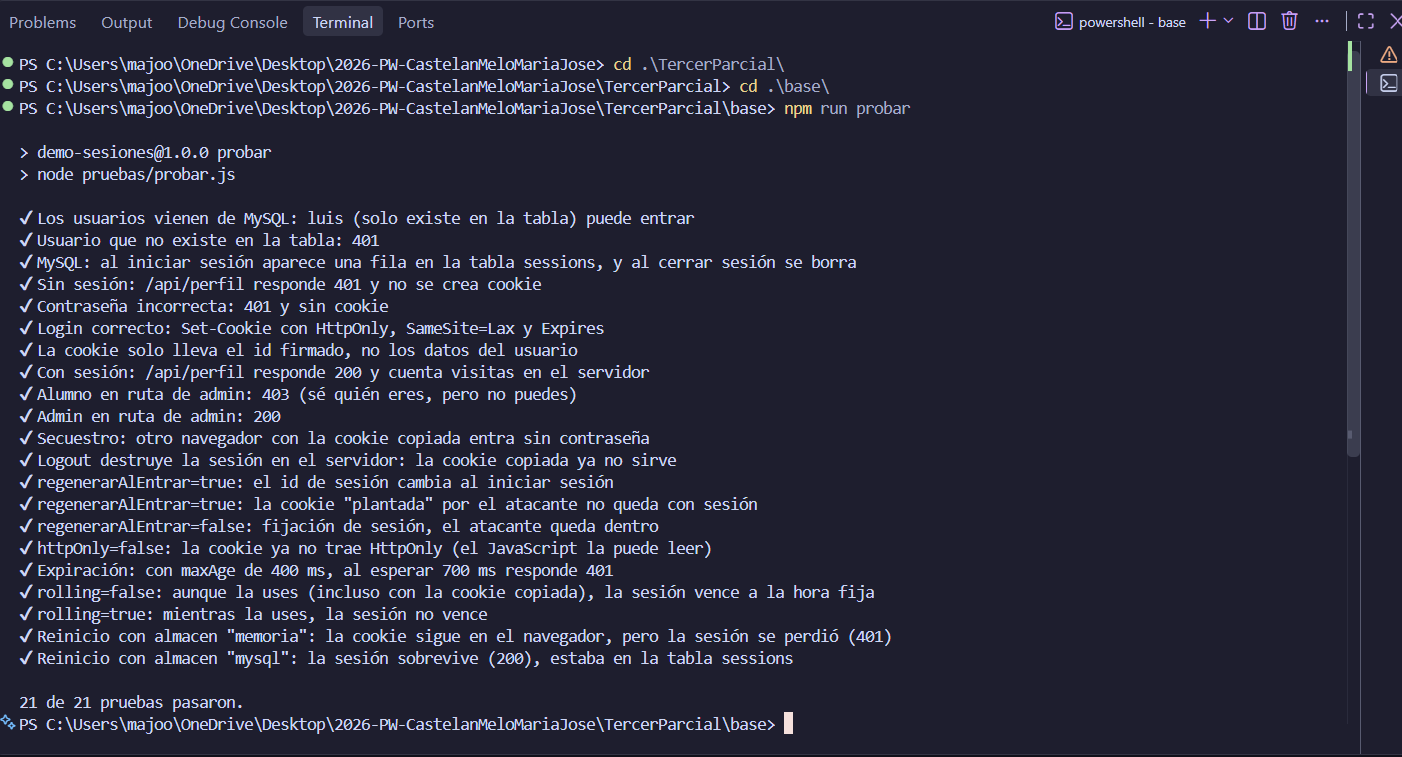 Problems Output Debug Console Terminal Ports powershell - base
PS C:\Users\majoo\OneDrive\Desktop\2026-PW-CastelanMeloMariaJose> cd .\TercerParcial\
PS C:\Users\majoo\OneDrive\Desktop\2026-PW-CastelanMeloMariaJose\TercerParcial> cd .\base\
PS C:\Users\majoo\OneDrive\Desktop\2026-PW-CastelanMeloMariaJose\TercerParcial\base> npm run probar
> demo-sesiones@1.0.0 probar
> node pruebas/probar.js
✓ Los usuarios vienen de MySQL: luis (solo existe en la tabla) puede entrar
✓ Usuario que no existe en la tabla: 401
✓ MySQL: al iniciar sesión aparece una fila en la tabla sessions, y al cerrar sesión se borra
✓ Sin sesión: /api/perfil responde 401 y no se crea cookie
✓ Contraseña incorrecta: 401 y sin cookie
✓ Login correcto: Set-Cookie con HttpOnly, SameSite=Lax y Expires
✓ La cookie solo lleva el id firmado, no los datos del usuario
✓ Con sesión: /api/perfil responde 200 y cuenta visitas en el servidor
✓ Alumno en ruta de admin: 403 (sé quién eres, pero no puedes)
✓ Admin en ruta de admin: 200
✓ Secuestro: otro navegador con la cookie copiada entra sin contraseña
✓ Logout destruye la sesión en el servidor: la cookie copiada ya no sirve
✓ regenerarAlEntrar=true: el id de sesión cambia al iniciar sesión
✓ regenerarAlEntrar=true: la cookie "plantada" por el atacante no queda con sesión
✓ regenerarAlEntrar=false: fijación de sesión, el atacante queda dentro
✓ httpOnly=false: la cookie ya no trae HttpOnly (el JavaScript la puede leer)
✓ Expiración: con maxAge de 400 ms, al esperar 700 ms responde 401
✓ rolling=false: aunque la uses (incluso con la cookie copiada), la sesión vence a la hora fija
✓ rolling=true: mientras la uses, la sesión no vence
✓ Reinicio con almacen "memoria": la cookie sigue en el navegador, pero la sesión se perdió (401)
✓ Reinicio con almacen "mysql": la sesión sobrevive (200), estaba en la tabla sessions
21 de 21 pruebas pasaron.
PS C:\Users\majoo\OneDrive\Desktop\2026-PW-CastelanMeloMariaJose\TercerParcial\base>